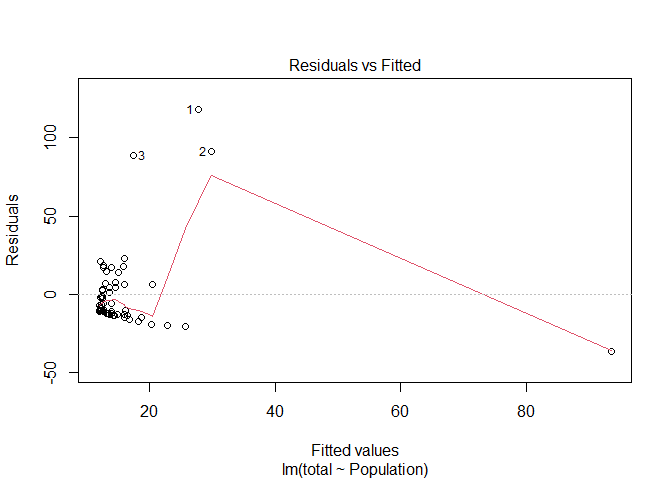 Residuals vs Fitted
Residuals
100
50
0
-50
1
2
3
20
40
60
80
Fitted values
lm(total ~ Population)